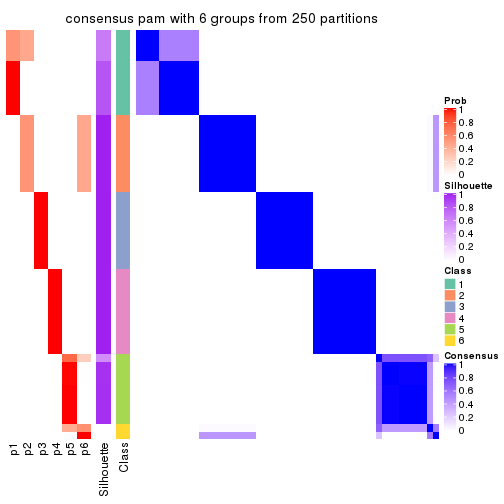 consensus pam with 6 groups from 250 partitions
Prob
1
0.8
0.6
0.4
0.2
0
Silhouette
1
0.8
0.6
0.4
0.2
0
Class
1
2
3
4
5
6
Consensus
1
0.8
0.6
0.4
0.2
0
p1
p2
p3
p4
p5
p6
Silhouette
Class